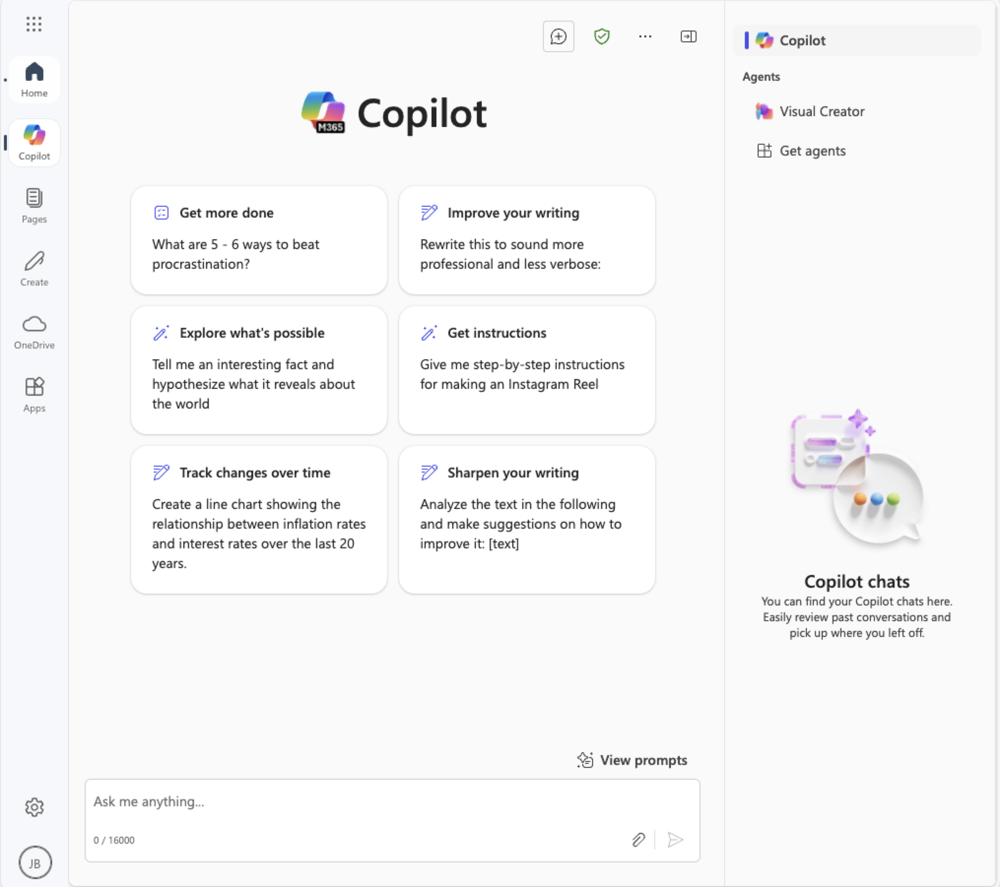 Home
Copilot
Pages
Create
OneDrive
Apps
JB
M365
Copilot
Get more done
What are 5 - 6 ways to beat
procrastination?
Improve your writing
Rewrite this to sound more
professional and less verbose:
Explore what's possible
Tell me an interesting fact and
hypothesize what it reveals about
the world
Get instructions
Give me step-by-step instructions
for making an Instagram Reel
Track changes over time
Create a line chart showing the
relationship between inflation rates
and interest rates over the last 20
years.
Sharpen your writing
Analyze the text in the following
and make suggestions on how to
improve it: [text]
View prompts
Ask me anything...
0 / 16000
Copilot
Agents
Visual Creator
Get agents
Copilot chats
You can find your Copilot chats here.
Easily review past conversations and
pick up where you left off.